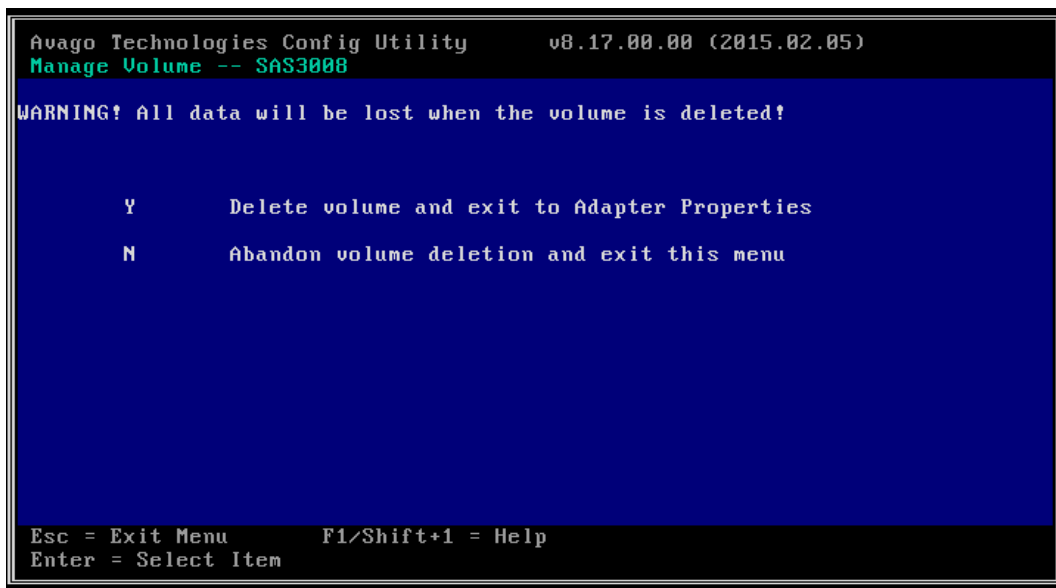 Avago Technologies Config Utility v8.17.00.00 (2015.02.05)
Manage Volume -- SAS3008
WARNING! All data will be lost when the volume is deleted!
Y Delete volume and exit to Adapter Properties
N Abandon volume deletion and exit this menu
Esc = Exit Menu F1/Shift+1 = Help
Enter = Select Item